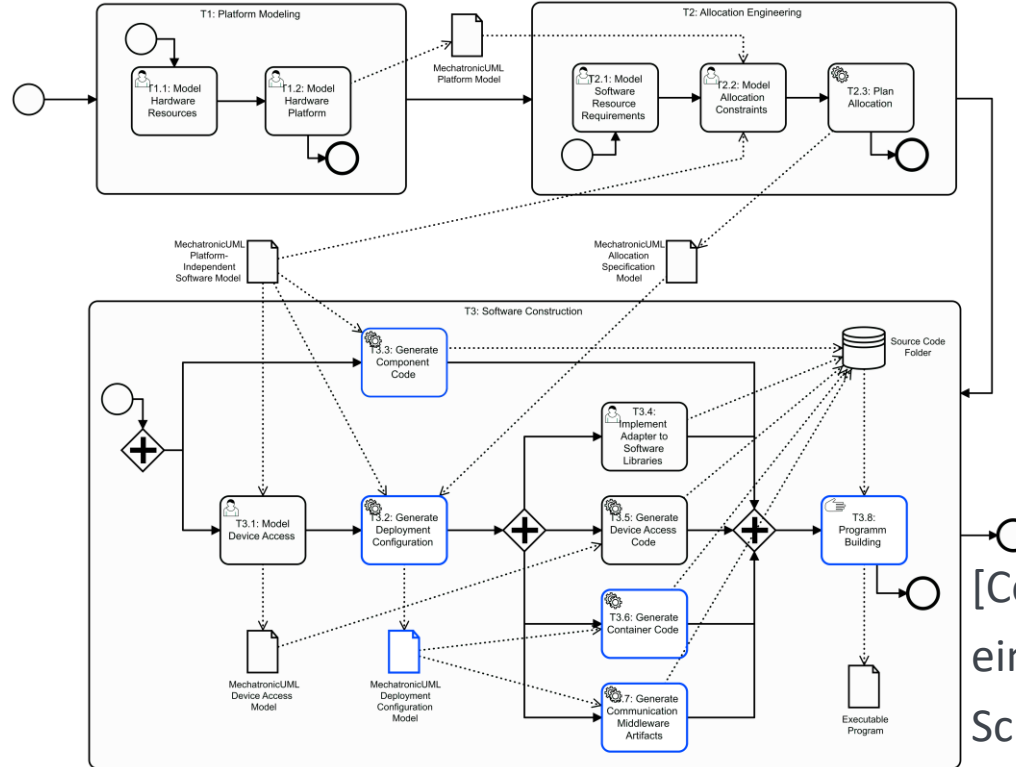 T1: Platform Modeling
T1.1: Model
Hardware
Resources
T1.2: Model
Hardware
Platform
MechatronicUML
Platform Model
T2: Allocation Engineering
T2.1: Model
Software
Resource
Requirements
T2.2: Model
Allocation
Constraints
T2.3: Plan
Allocation
MechatronicUML
Platform-
Independent
Software Model
MechatronicUML
Allocation
Specification
Model
T3: Software Construction
T3.3: Generate
Component
Code
Source Code
Folder
T3.4:
Implement
Adapter to
Software
Libraries
T3.1: Model
Device Access
T3.2: Generate
Deployment
Configuration
T3.5: Generate
Device Access
Code
T3.8:
Programm
Building
T3.6: Generate
Container Code
T3.7: Generate
Communication
Middleware
Artifacts
MechatronicUML
Device Access
Model
MechatronicUML
Deployment
Configuration
Model
Executable
Program